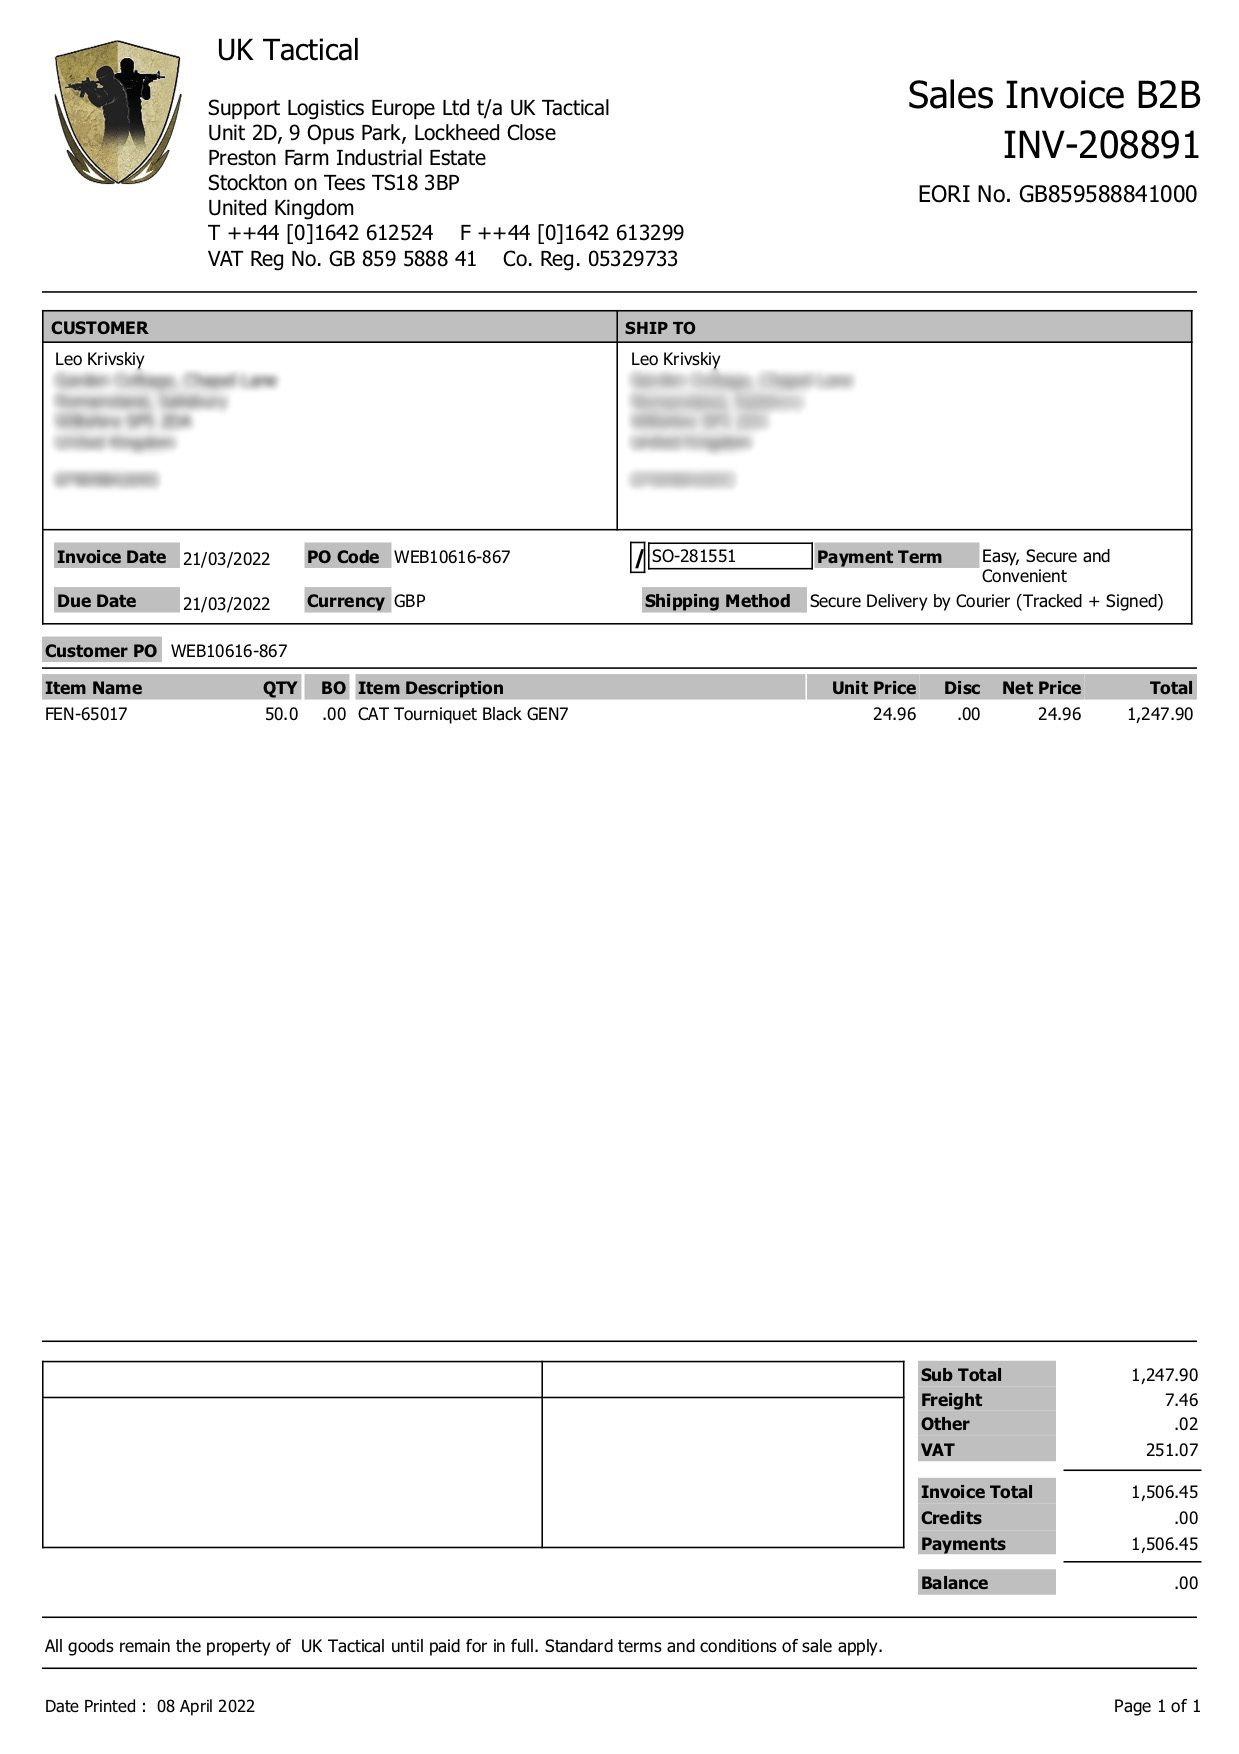 UK Tactical
Support Logistics Europe Ltd t/a UK Tactical
Unit 2D, 9 Opus Park, Lockheed Close
Preston Farm Industrial Estate
Stockton on Tees TS18 3BP
United Kingdom
T ++44 [0]1642 612524 F ++44 [0]1642 613299
VAT Reg No. GB 859 5888 41 Co. Reg. 05329733
Sales Invoice B2B
INV-208891
EORI No. GB859588841000
CUSTOMER SHIP TO
Leo Krivskiy Leo Krivskiy
Invoice Date 21/03/2022 PO Code WEB10616-867 / SO-281551 Payment Term Easy, Secure and
Convenient
Due Date 21/03/2022 Currency GBP Shipping Method Secure Delivery by Courier (Tracked + Signed)
Customer PO WEB10616-867
Item Name QTY BO Item Description Unit Price Disc Net Price Total
FEN-65017 50.0 .00 CAT Tourniquet Black GEN7 24.96 .00 24.96 1,247.90
Sub Total 1,247.90
Freight 7.46
Other .02
VAT 251.07
Invoice Total 1,506.45
Credits .00
Payments 1,506.45
Balance .00
All goods remain the property of UK Tactical until paid for in full. Standard terms and conditions of sale apply.
Date Printed : 08 April 2022 Page 1 of 1